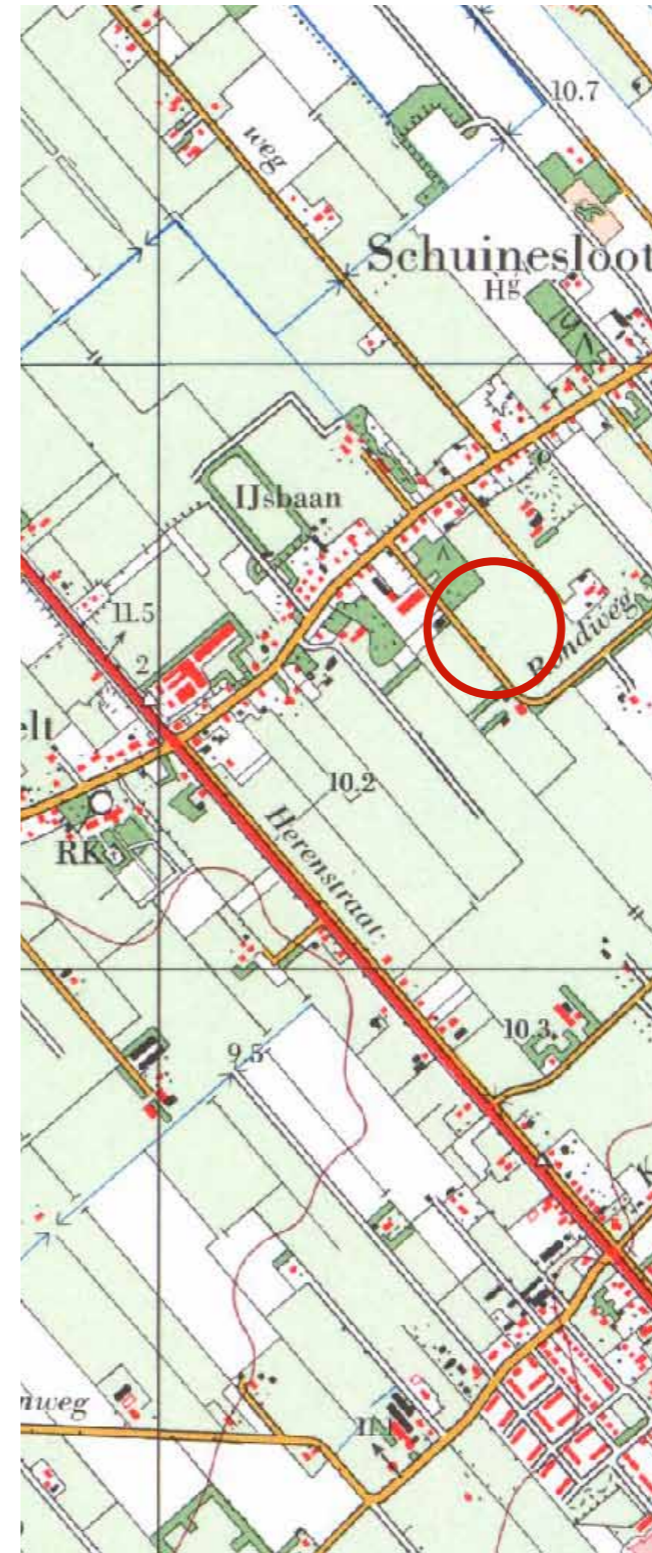 10.7
weg
Schuinesloot
Hg
IJsbaan
11.5
2
Rondweg
elt
10.2
Herenstraat
RK
10.3
9.5
K
nweg
11.1